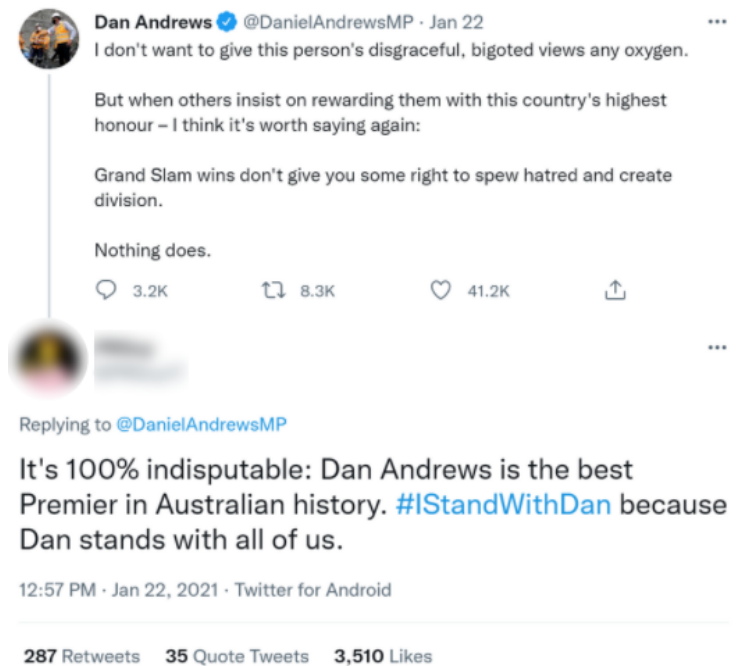 Dan Andrews @DanielAndrewsMP · Jan 22
I don't want to give this person's disgraceful, bigoted views any oxygen.
But when others insist on rewarding them with this country's highest
honour – I think it's worth saying again:
Grand Slam wins don't give you some right to spew hatred and create
division.
Nothing does.
3.2K 8.3K 41.2K
Replying to @DanielAndrewsMP
It's 100% indisputable: Dan Andrews is the best
Premier in Australian history. #IStandWithDan because
Dan stands with all of us.
12:57 PM · Jan 22, 2021 · Twitter for Android
287 Retweets 35 Quote Tweets 3,510 Likes